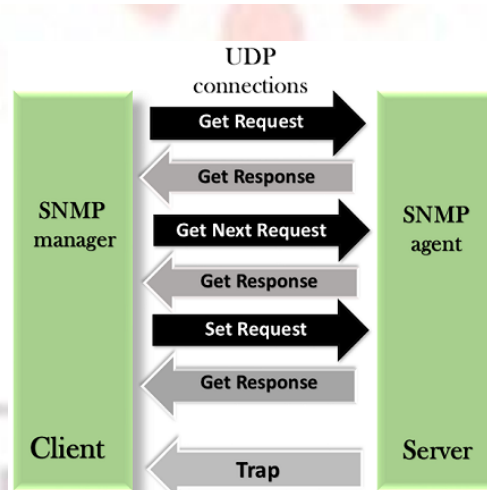 UDP
connections
Get Request
Get Response
SNMP
manager
SNMP
agent
Get Next Request
Get Response
Set Request
Get Response
Client
Server
Trap